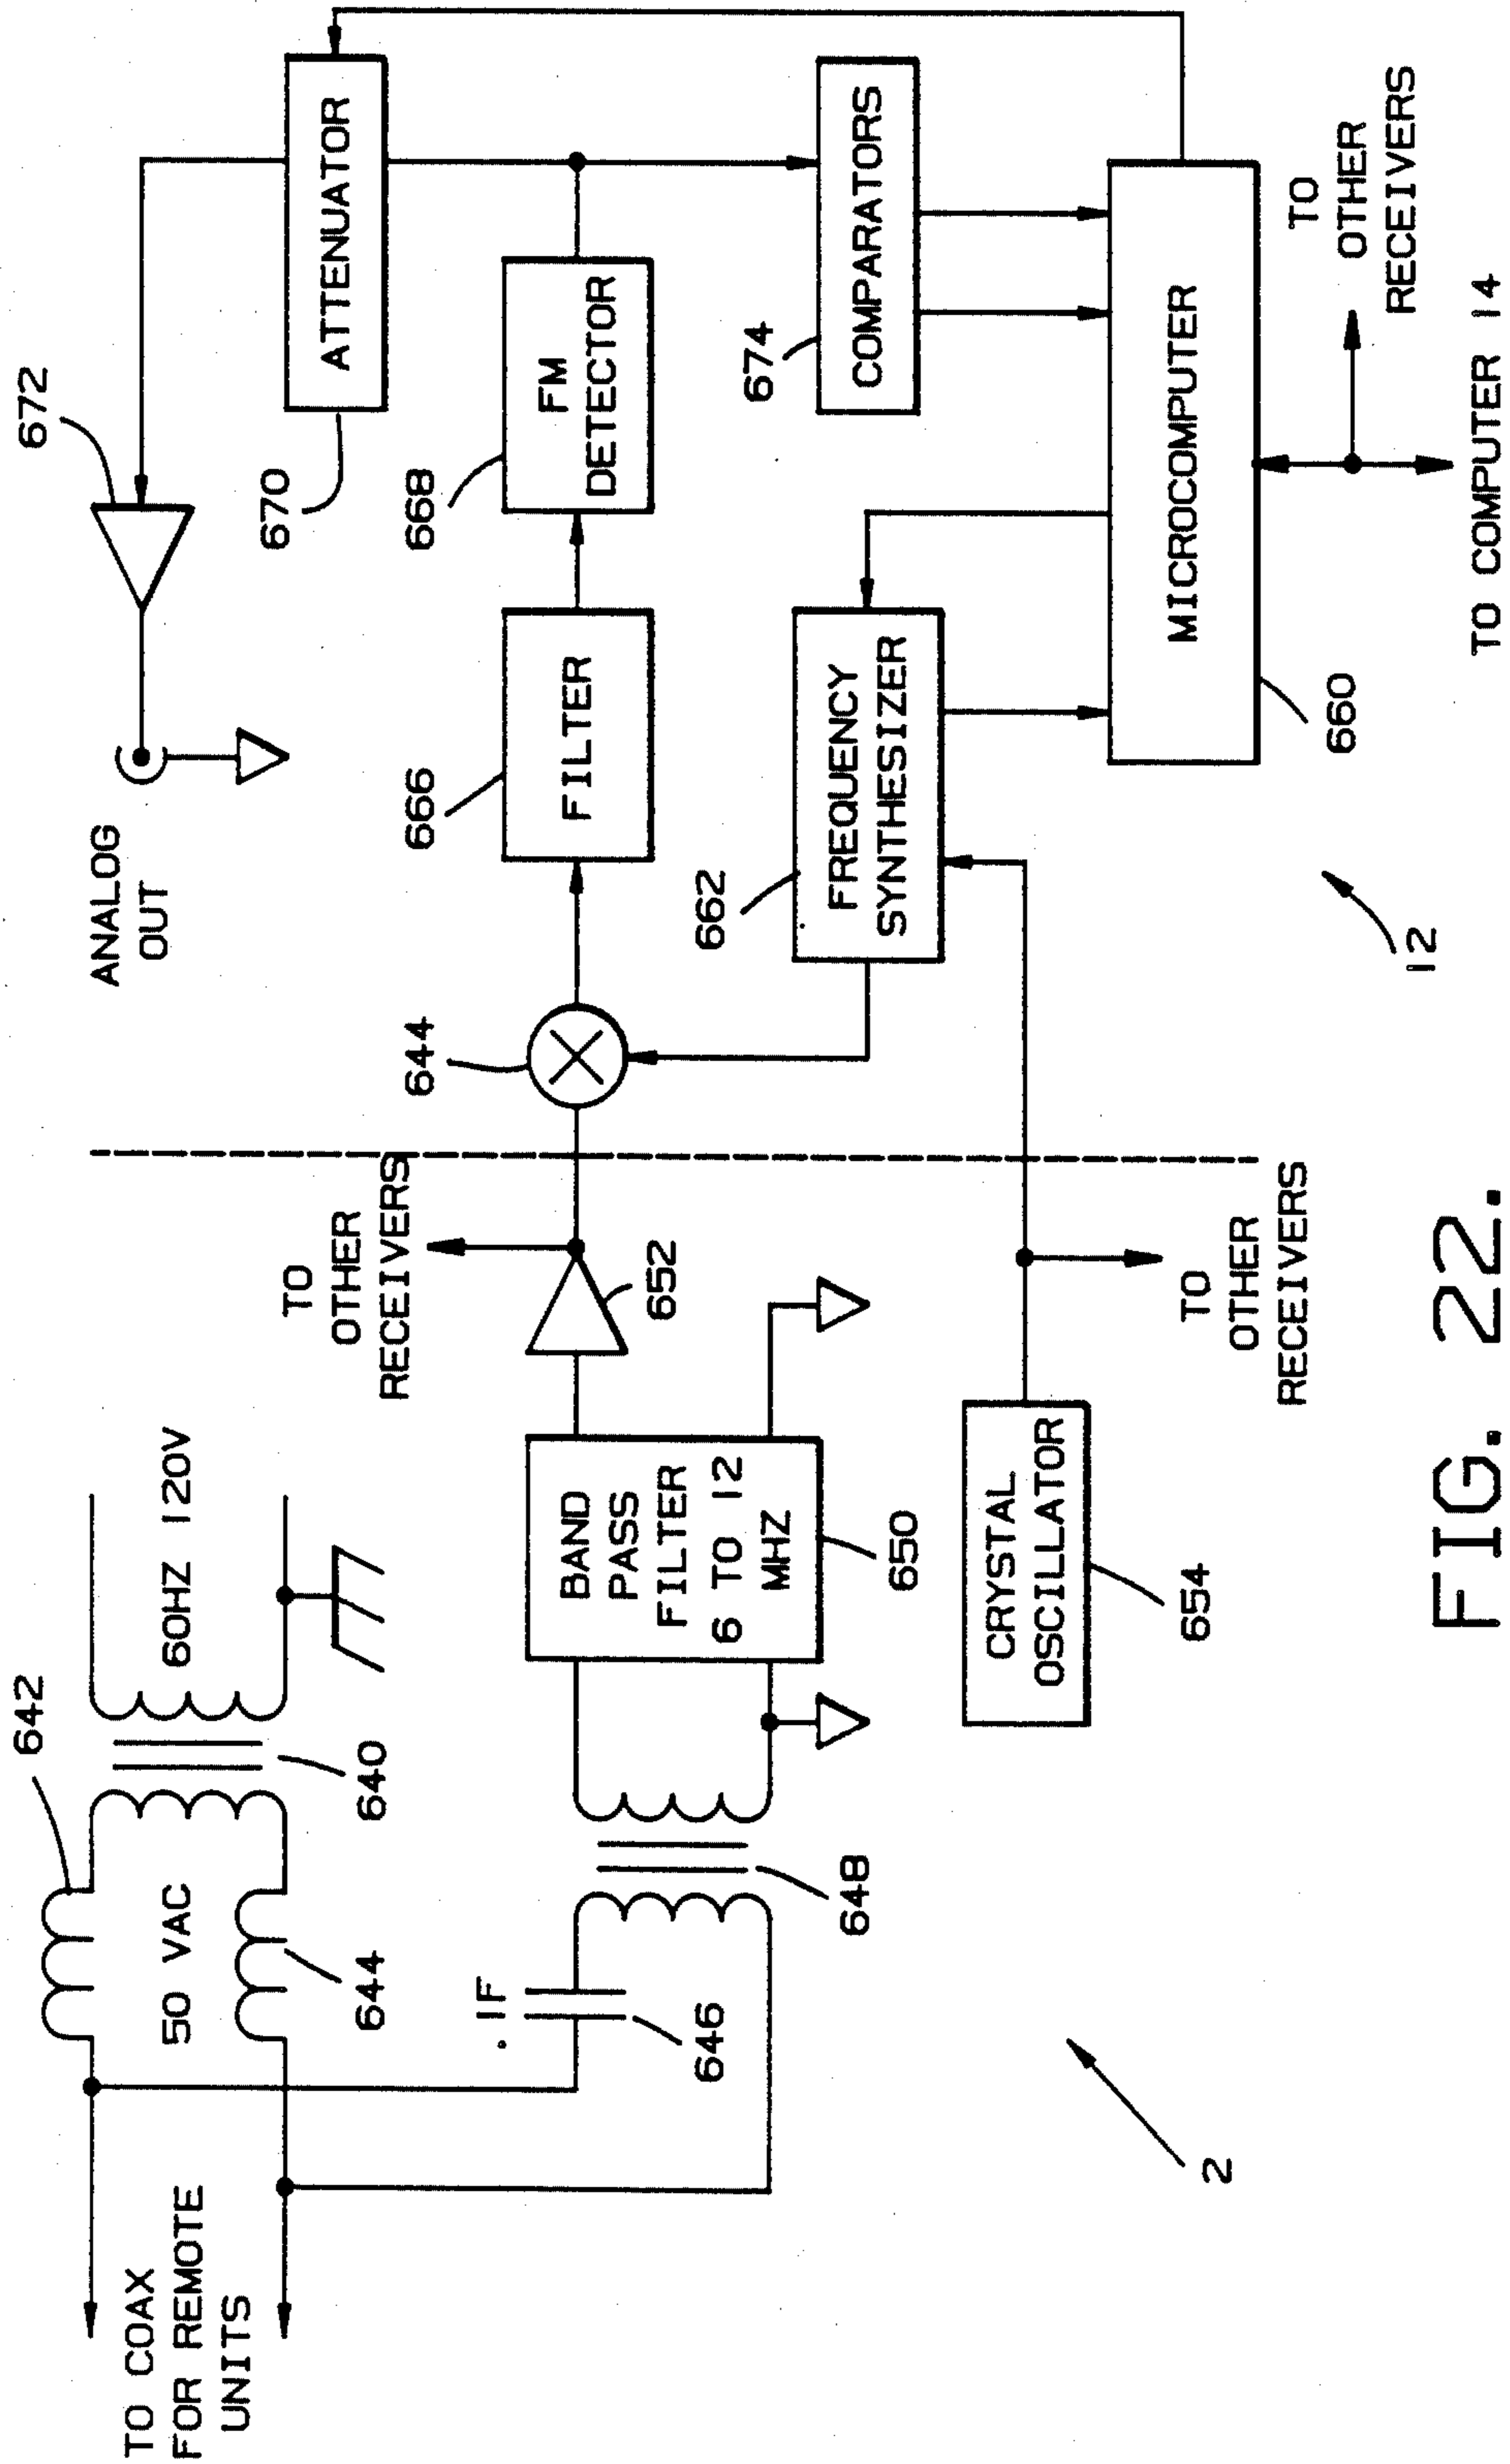 642
60HZ 120V
50 VAC
640
644
TO COAX
FOR REMOTE
UNITS
.1F
646
648
BAND
PASS
FILTER
6 TO 12
MHZ
650
TO
OTHER
RECEIVERS
652
CRYSTAL
OSCILLATOR
654
TO
OTHER
RECEIVERS
2
672
ANALOG
OUT
ATTENUATOR
670
644
666
FILTER
668
FM
DETECTOR
674
COMPARATORS
662
FREQUENCY
SYNTHESIZER
MICROCOMPUTER
660
TO
OTHER
RECEIVERS
TO COMPUTER 14
12
FIG. 22.